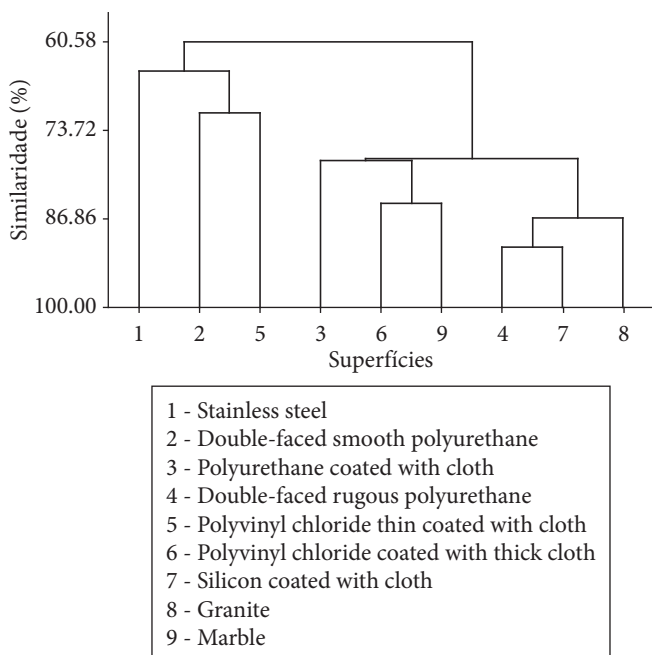 60.58
73.72
86.86
100.00
Similaridade (%)
1 2 5 3 6 9 4 7 8
Superfícies
1 - Stainless steel
2 - Double-faced smooth polyurethane
3 - Polyurethane coated with cloth
4 - Double-faced rugous polyurethane
5 - Polyvinyl chloride thin coated with cloth
6 - Polyvinyl chloride coated with thick cloth
7 - Silicon coated with cloth
8 - Granite
9 - Marble